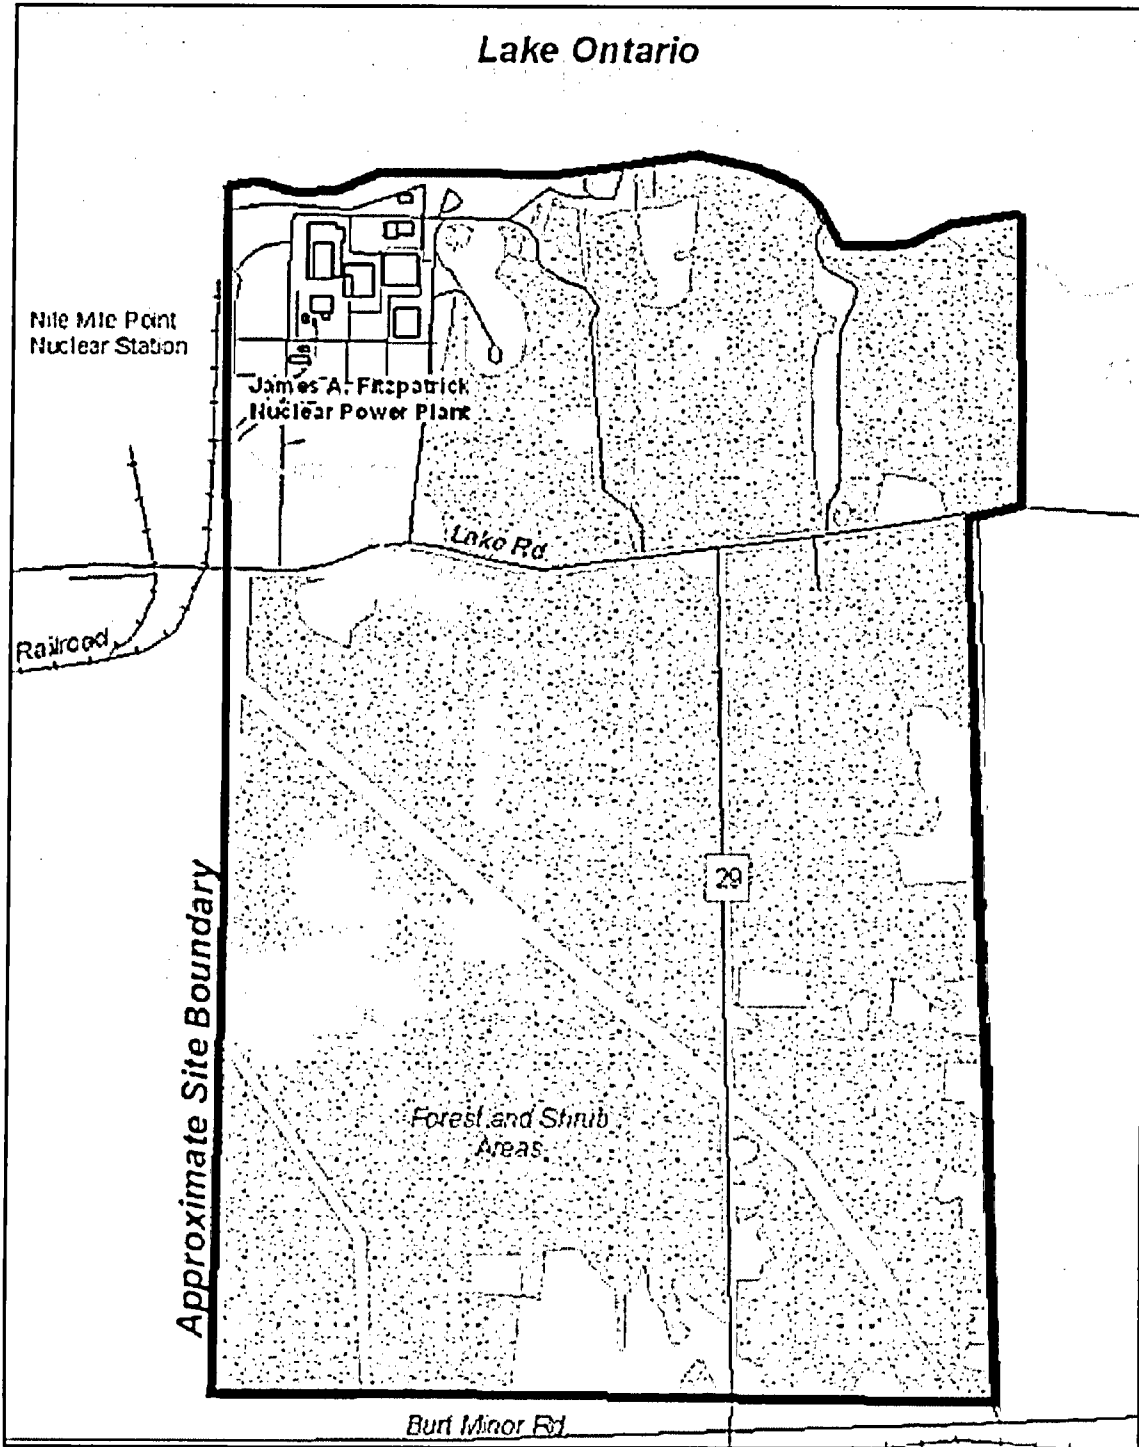 Lake Ontario
Nile Mile Point
Nuclear Station
James A. Fitzpatrick
Nuclear Power Plant
Lake Rd.
Railroad
29
Approximate Site Boundary
Forest and Shrub
Areas
Burt Minor Rd.